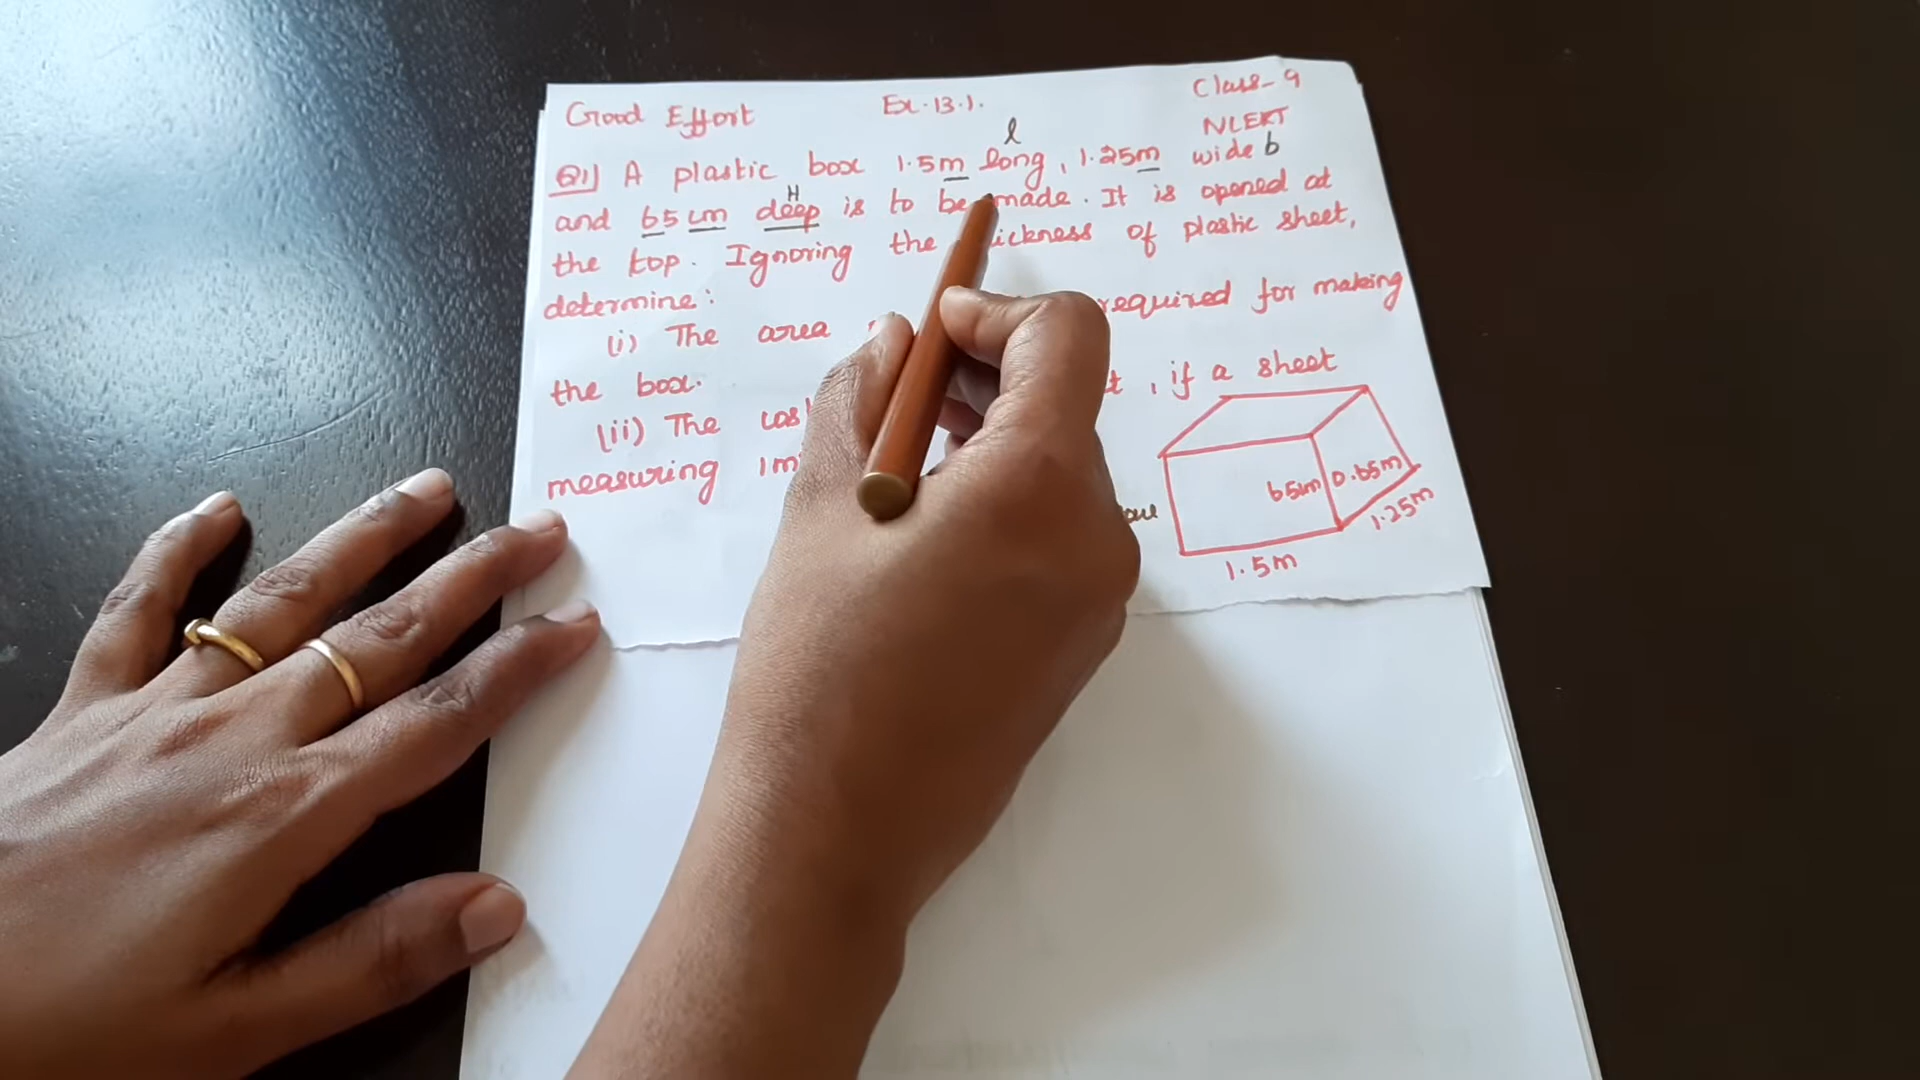 Good Effort Ex.13.1. Class-9
NCERT
l
Q1) A plastic box 1.5m long, 1.25m wide b
H
and 65 cm deep is to be made. It is opened at
the top. Ignoring the ickness of plastic sheet,
determine:
(i) The area required for making
the box.
(ii) The cos t, if a sheet
measuring 1m
65cm 0.65m
1.25m
1.5m